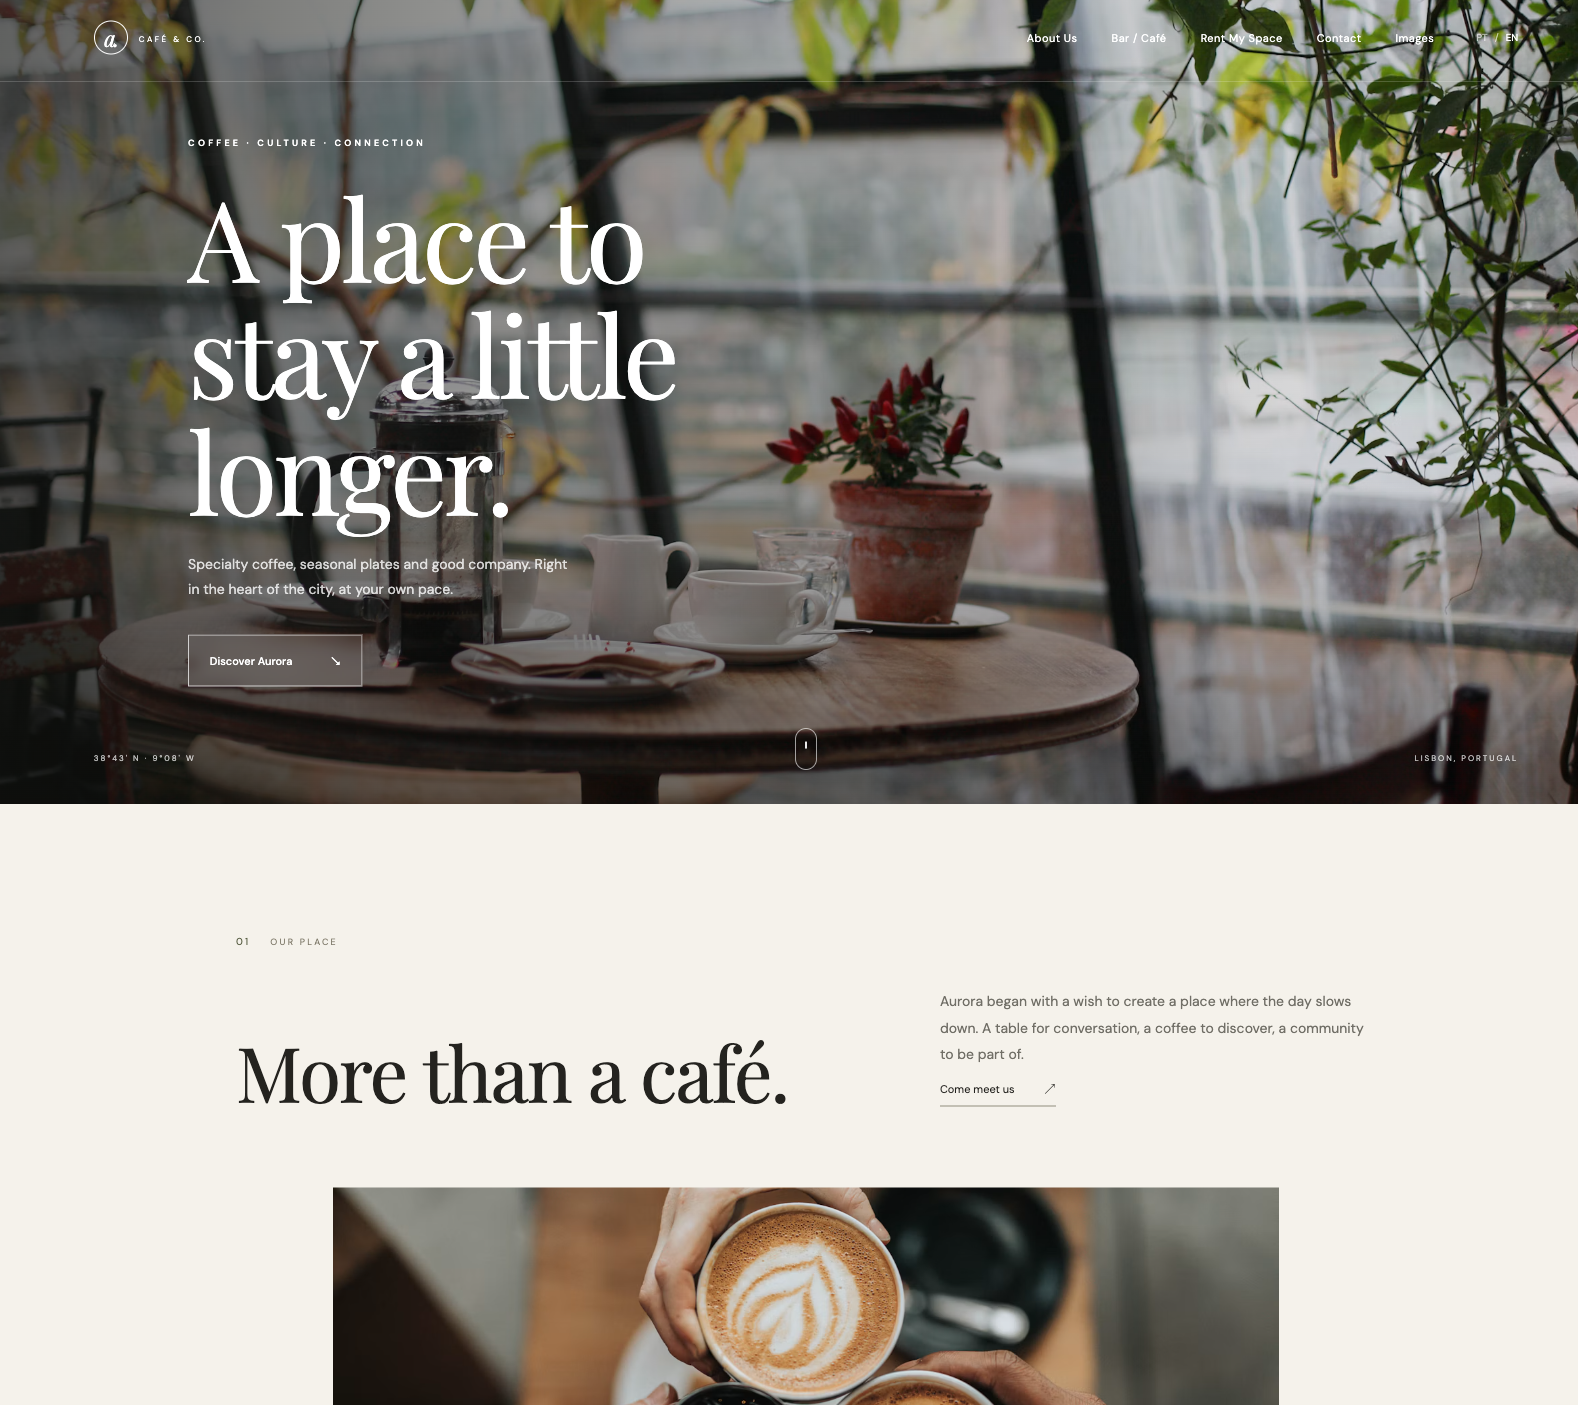 a.
CAFÉ & CO.
About Us
Bar / Café
Rent My Space
Contact
Images
PT / EN
COFFEE · CULTURE · CONNECTION
A place to
stay a little
longer.
Specialty coffee, seasonal plates and good company. Right
in the heart of the city, at your own pace.
Discover Aurora ↘
38°43' N · 9°08' W
LISBON, PORTUGAL
01 OUR PLACE
More than a café.
Aurora began with a wish to create a place where the day slows
down. A table for conversation, a coffee to discover, a community
to be part of.
Come meet us ↗